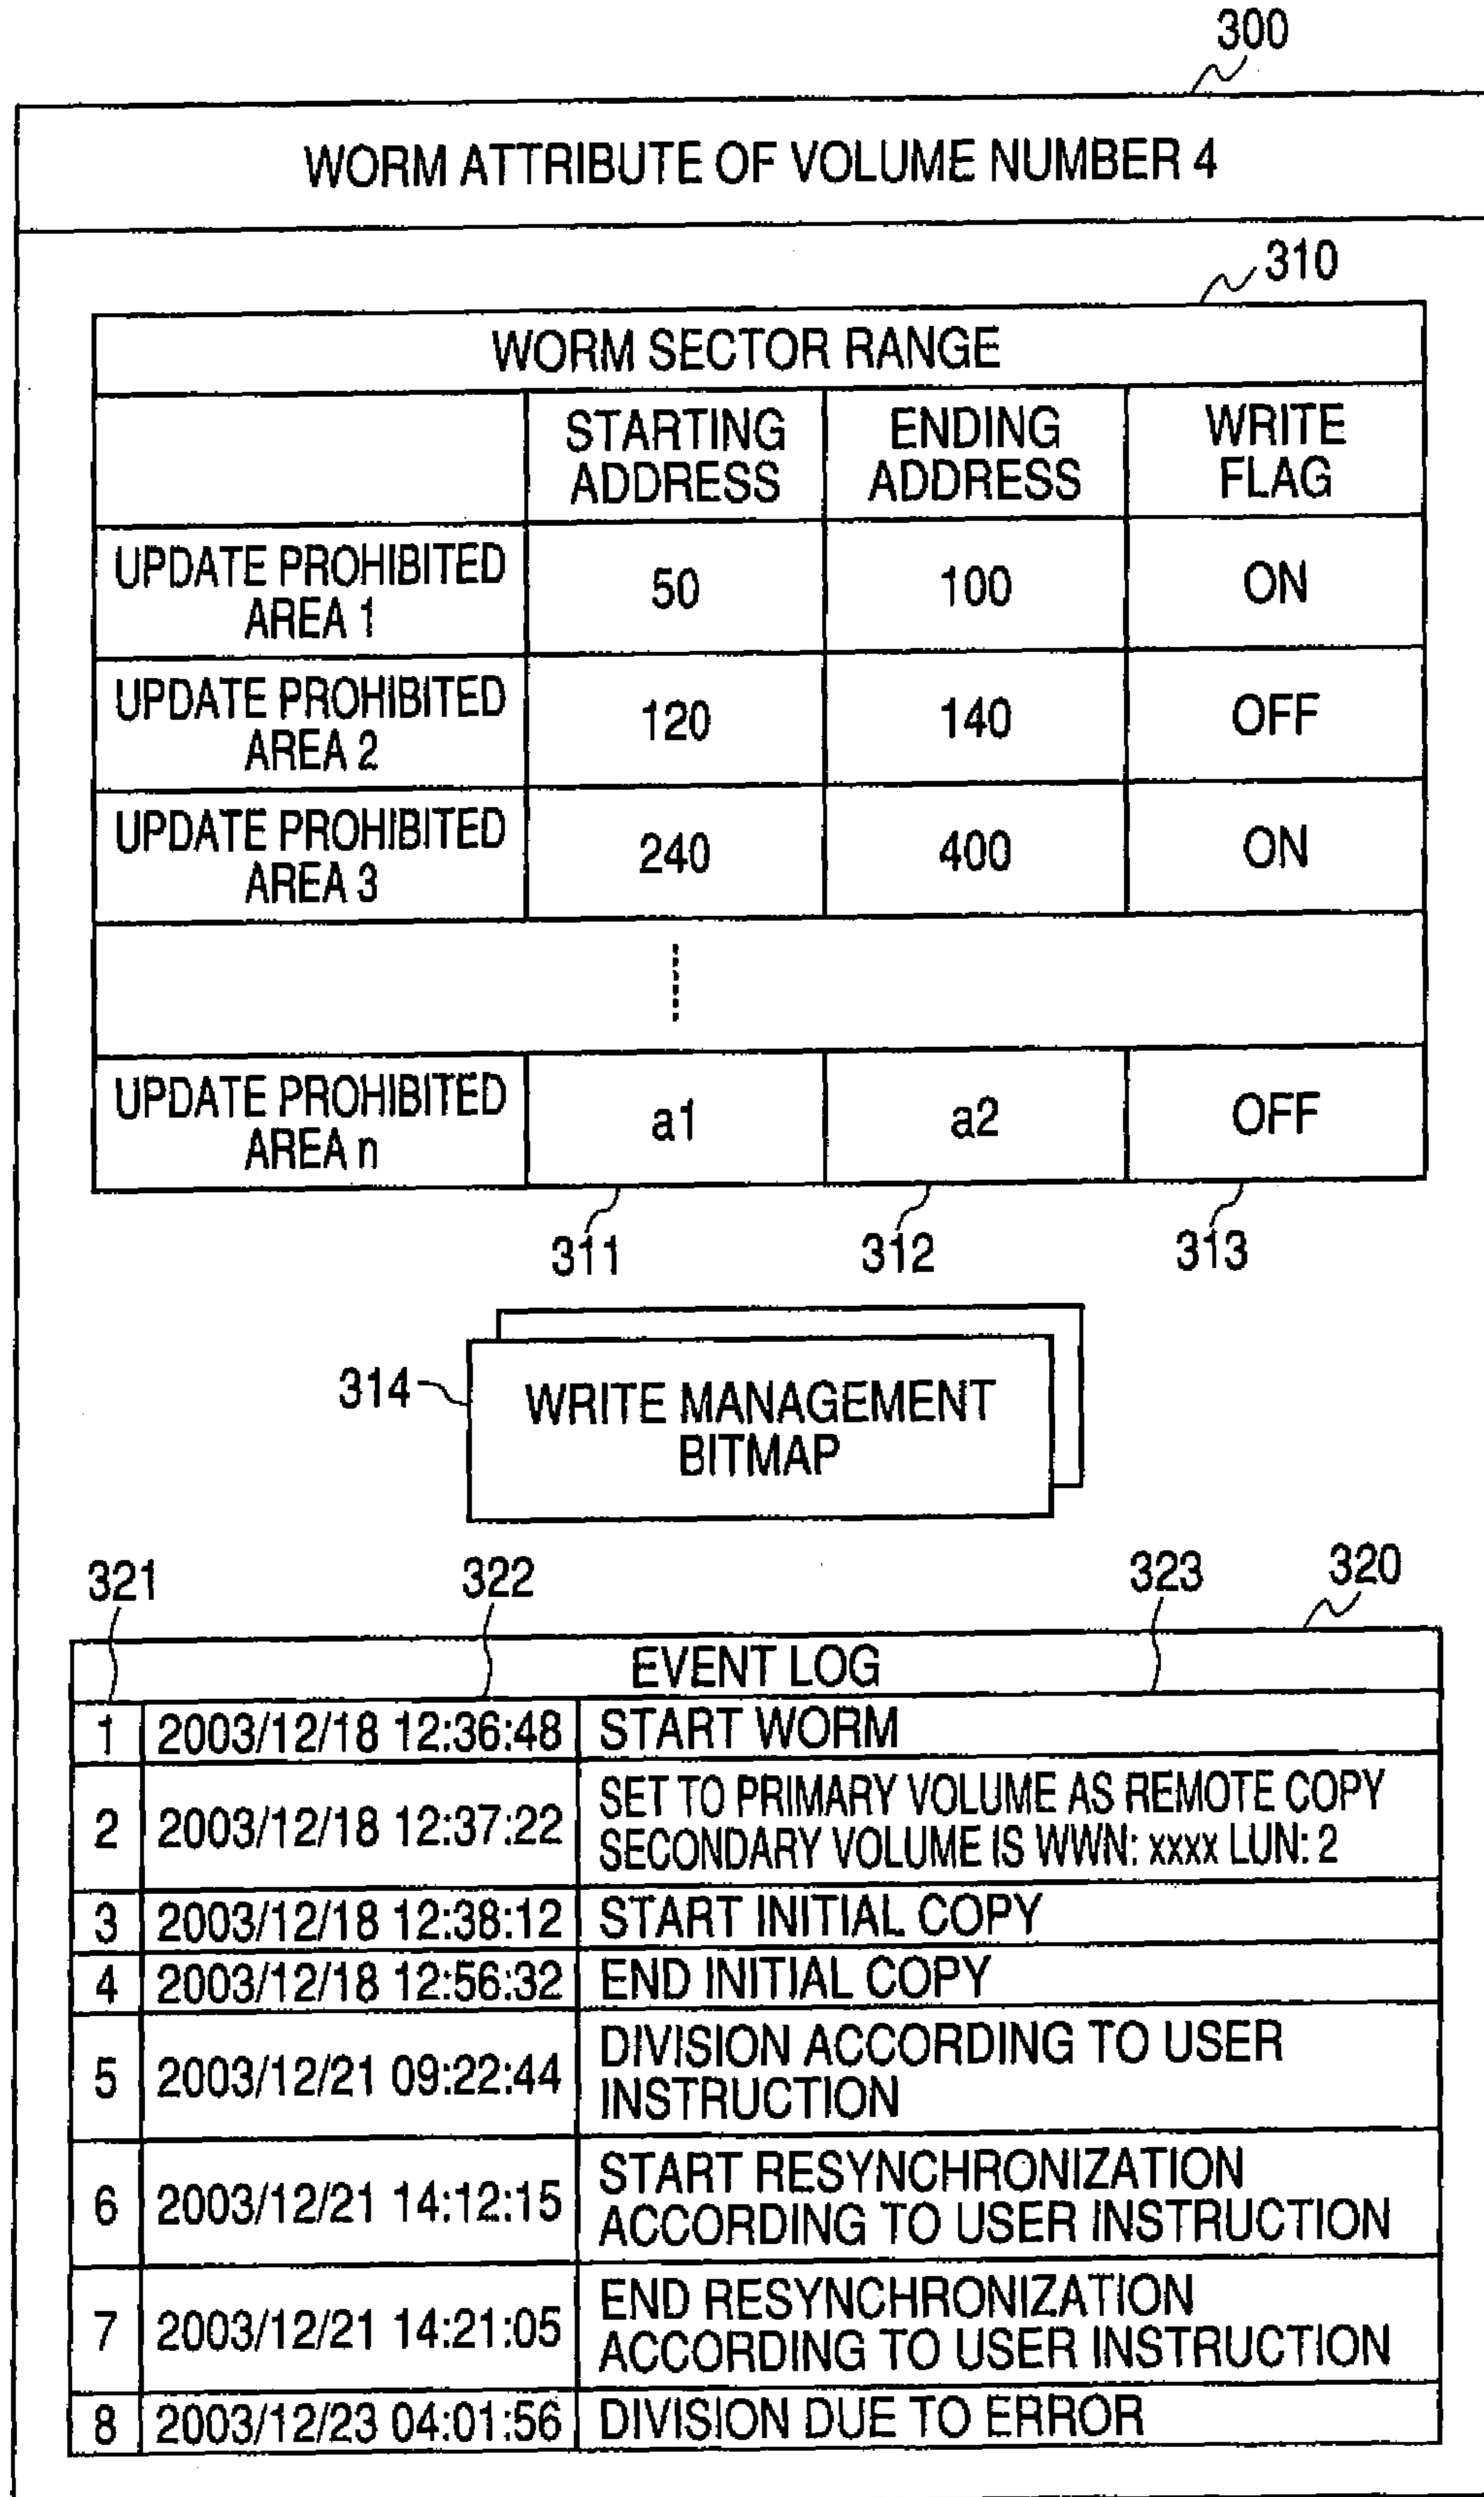 300
WORM ATTRIBUTE OF VOLUME NUMBER 4
310
WORM SECTOR RANGE
STARTING ADDRESS ENDING ADDRESS WRITE FLAG
UPDATE PROHIBITED AREA 1 50 100 ON
UPDATE PROHIBITED AREA 2 120 140 OFF
UPDATE PROHIBITED AREA 3 240 400 ON
UPDATE PROHIBITED AREA n a1 a2 OFF
311 312 313
314
WRITE MANAGEMENT
BITMAP
321 322 323 320
EVENT LOG
1 2003/12/18 12:36:48 START WORM
2 2003/12/18 12:37:22 SET TO PRIMARY VOLUME AS REMOTE COPY
SECONDARY VOLUME IS WWN: xxxx LUN: 2
3 2003/12/18 12:38:12 START INITIAL COPY
4 2003/12/18 12:56:32 END INITIAL COPY
5 2003/12/21 09:22:44 DIVISION ACCORDING TO USER
INSTRUCTION
6 2003/12/21 14:12:15 START RESYNCHRONIZATION
ACCORDING TO USER INSTRUCTION
7 2003/12/21 14:21:05 END RESYNCHRONIZATION
ACCORDING TO USER INSTRUCTION
8 2003/12/23 04:01:56 DIVISION DUE TO ERROR